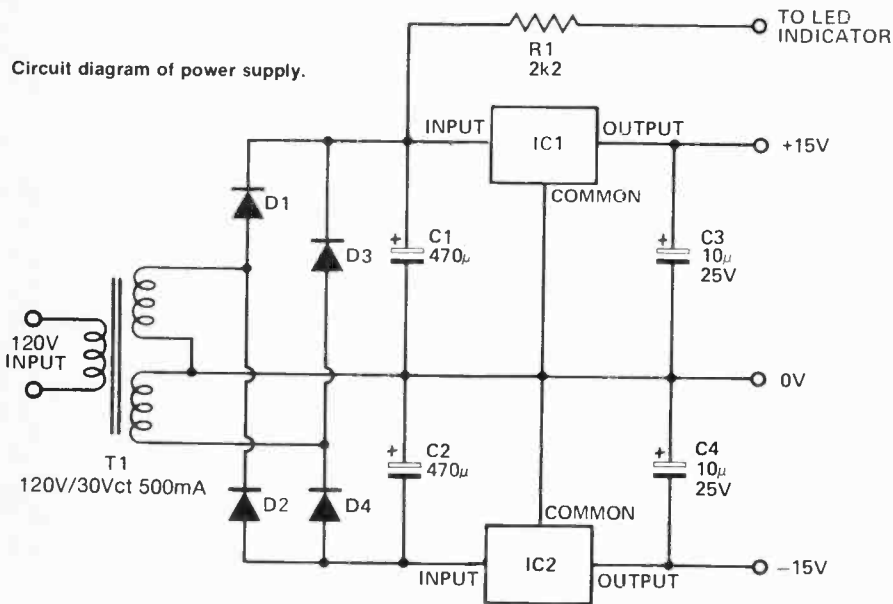 TO LED
INDICATOR
R1
2k2
Circuit diagram of power supply.
INPUT
IC1
OUTPUT
+15V
COMMON
D1
+
C1
470µ
D3
+
C3
10µ
25V
120V
INPUT
0V
T1
120V/30Vct 500mA
+
C2
470µ
+
C4
10µ
25V
D2
D4
COMMON
INPUT
IC2
OUTPUT
−15V